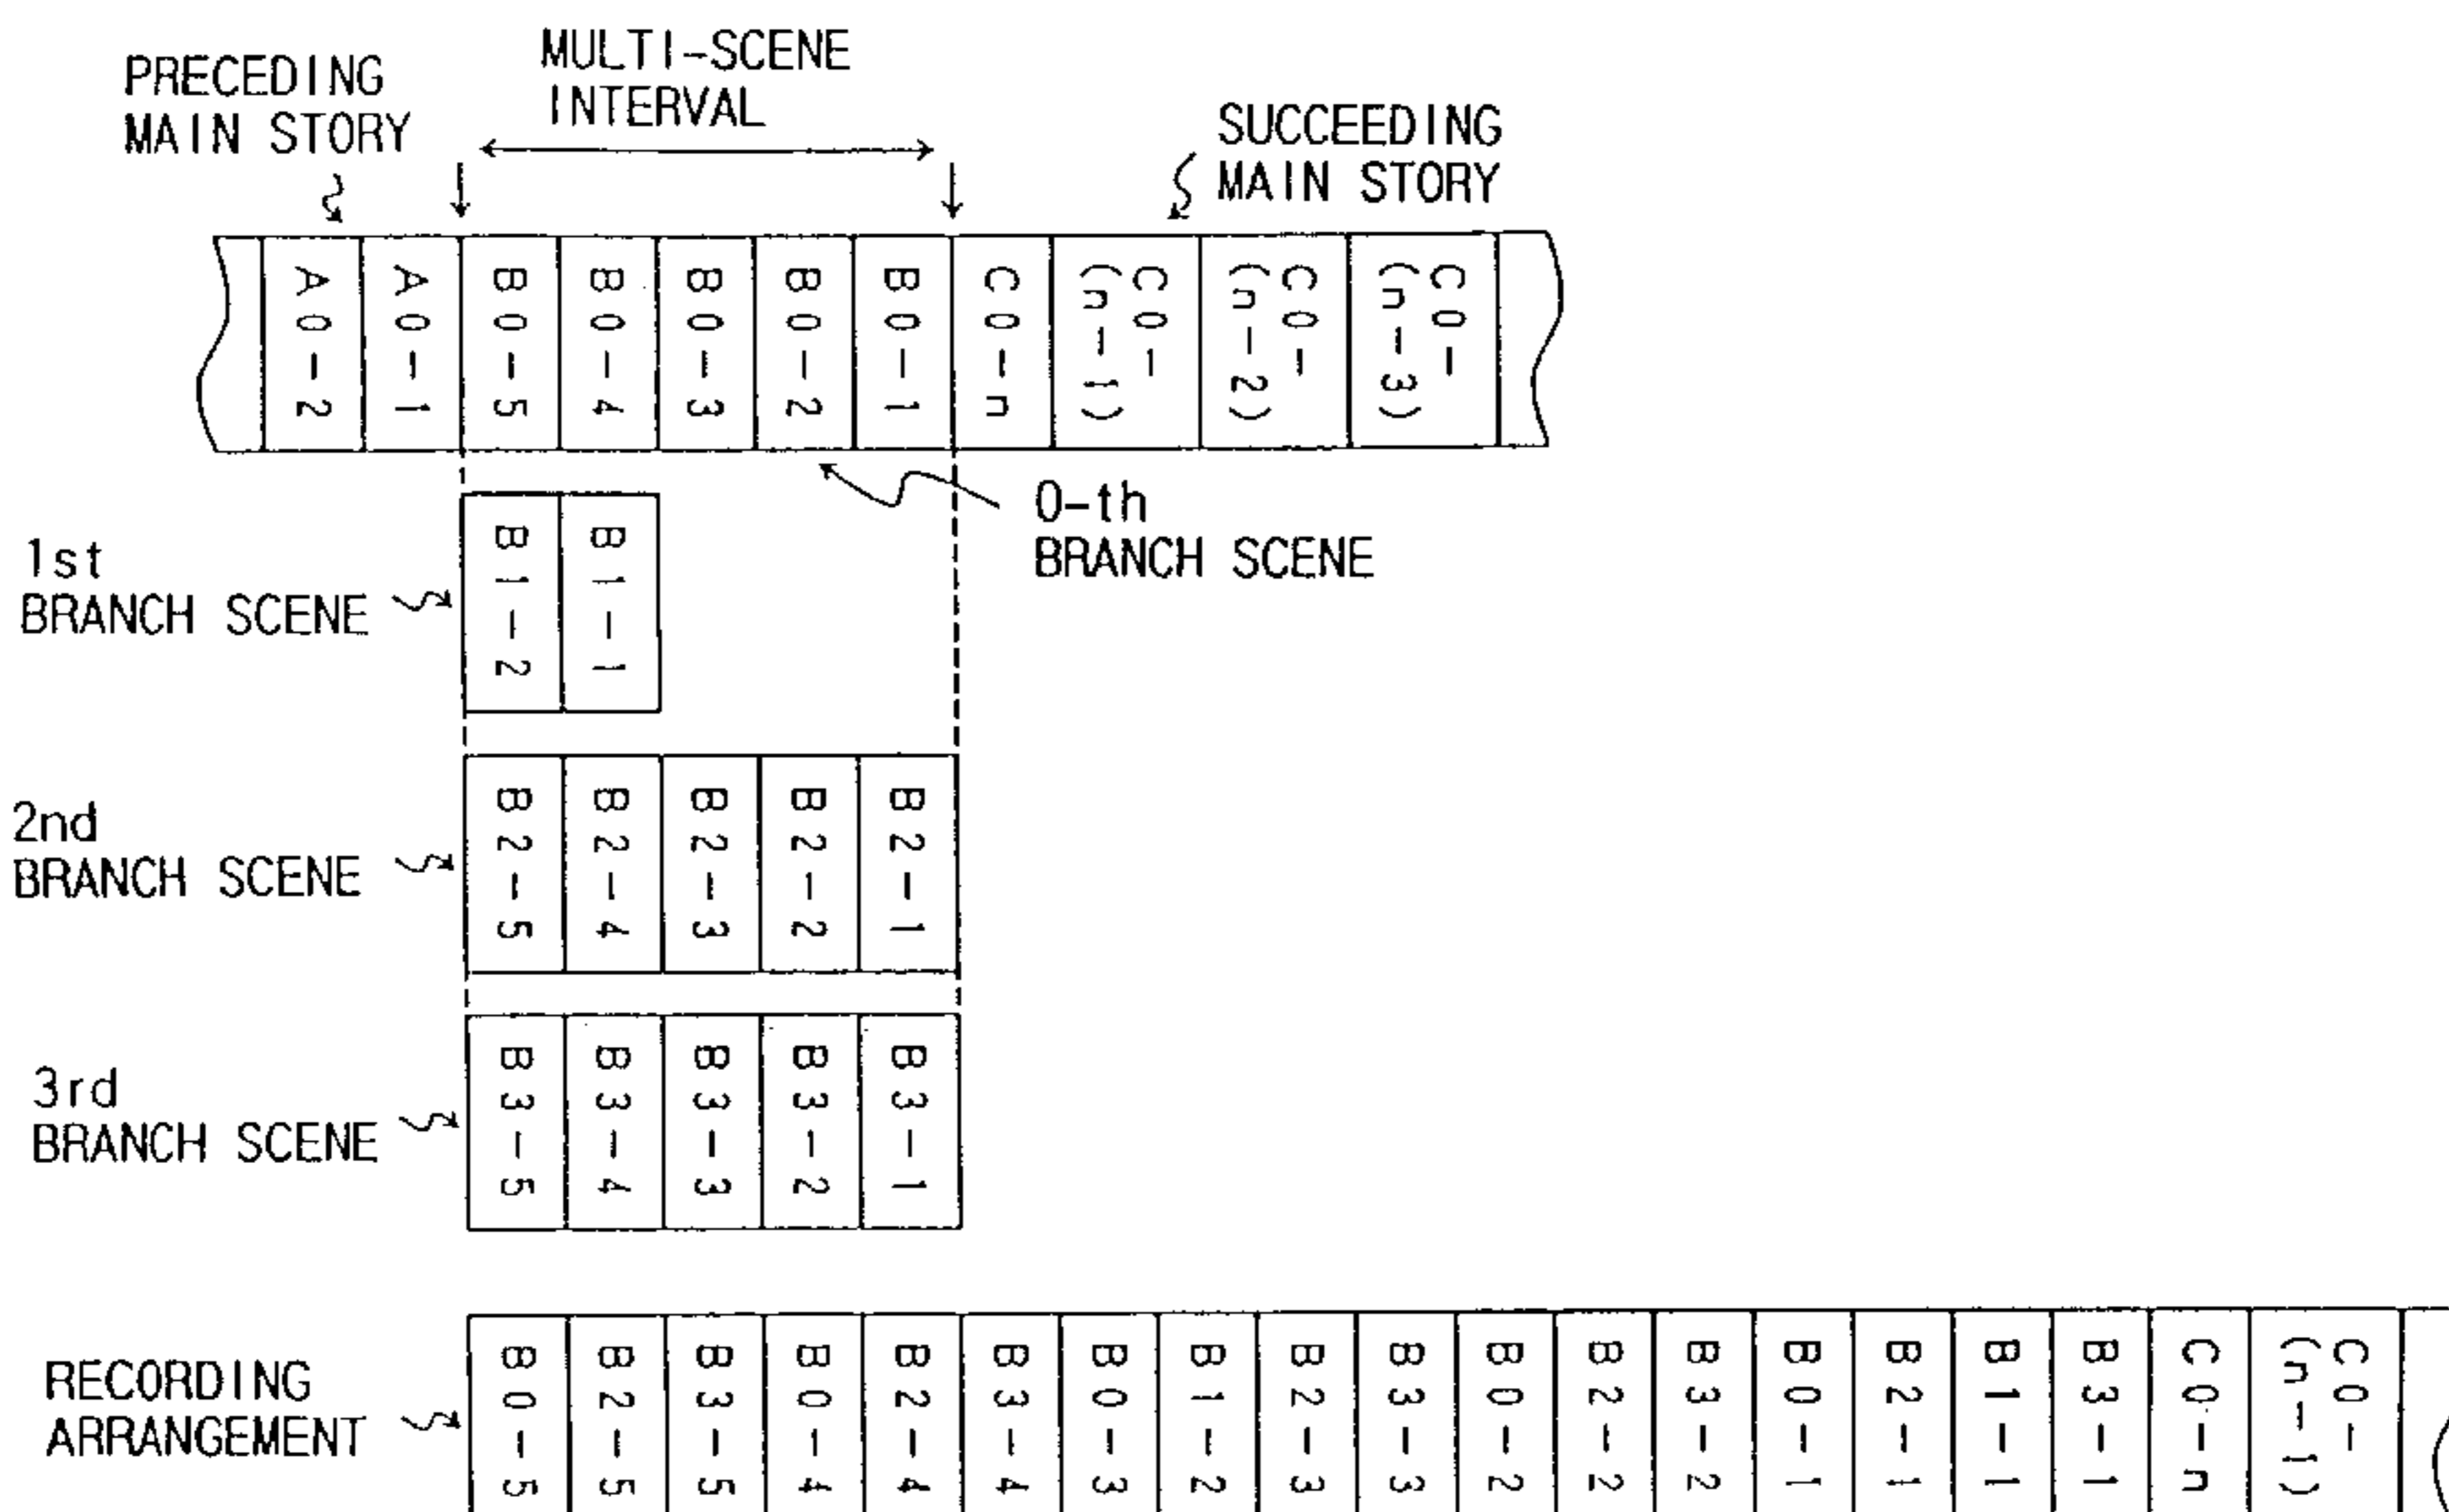 PRECEDING
MAIN STORY
MULTI-SCENE
INTERVAL
SUCCEEDING
MAIN STORY
A0-2
A0-1
B0-5
B0-4
B0-3
B0-2
B0-1
C0-n
C0-
(n-1)
C0-
(n-2)
C0-
(n-3)
0-th
BRANCH SCENE
1st
BRANCH SCENE
B1-2
B1-1
2nd
BRANCH SCENE
B2-5
B2-4
B2-3
B2-2
B2-1
3rd
BRANCH SCENE
B3-5
B3-4
B3-3
B3-2
B3-1
RECORDING
ARRANGEMENT
B0-5
B2-5
B3-5
B0-4
B2-4
B3-4
B0-3
B1-2
B2-3
B3-3
B0-2
B2-2
B3-2
B0-1
B2-1
B1-1
B3-1
C0-n
C0-
(n-1)